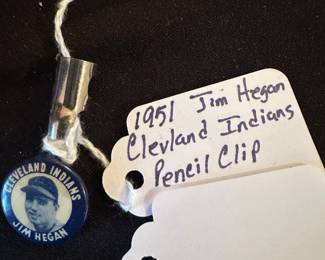 1951 Jim Hegan
Clevland Indians
Pencil Clip
CLEVELAND INDIANS
JIM HEGAN